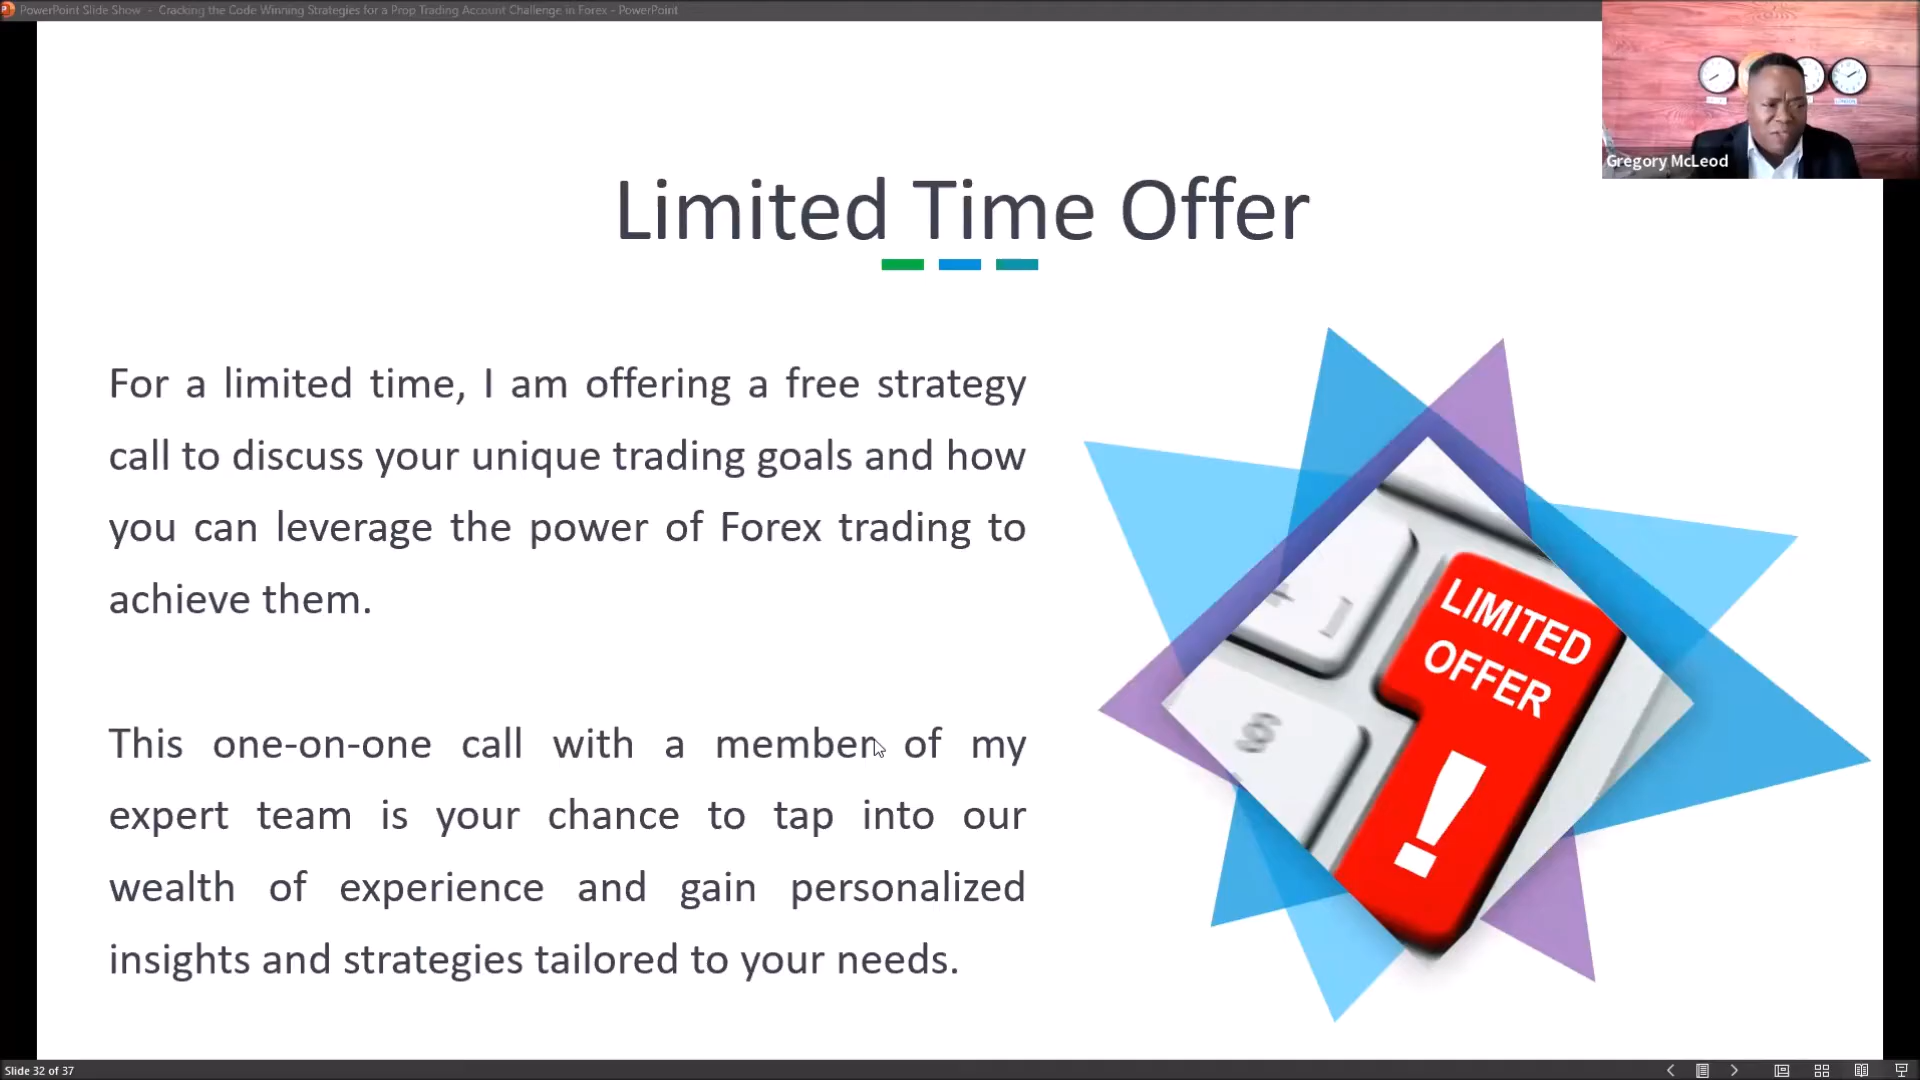 PowerPoint Slide Show - Cracking the Code Winning Strategies for a Prop Trading Account Challenge in Forex - PowerPoint
Gregory McLeod
Limited Time Offer
For a limited time, I am offering a free strategy
call to discuss your unique trading goals and how
you can leverage the power of Forex trading to
achieve them.
This one-on-one call with a member of my
expert team is your chance to tap into our
wealth of experience and gain personalized
insights and strategies tailored to your needs.
LIMITED
OFFER
!
§
Slide 32 of 37